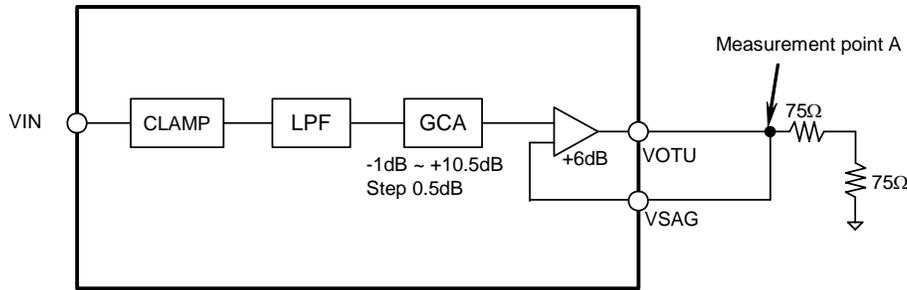 Measurement point A
75Ω
VIN
CLAMP
LPF
GCA
+6dB
VOTU
-1dB ~ +10.5dB
Step 0.5dB
75Ω
VSAG